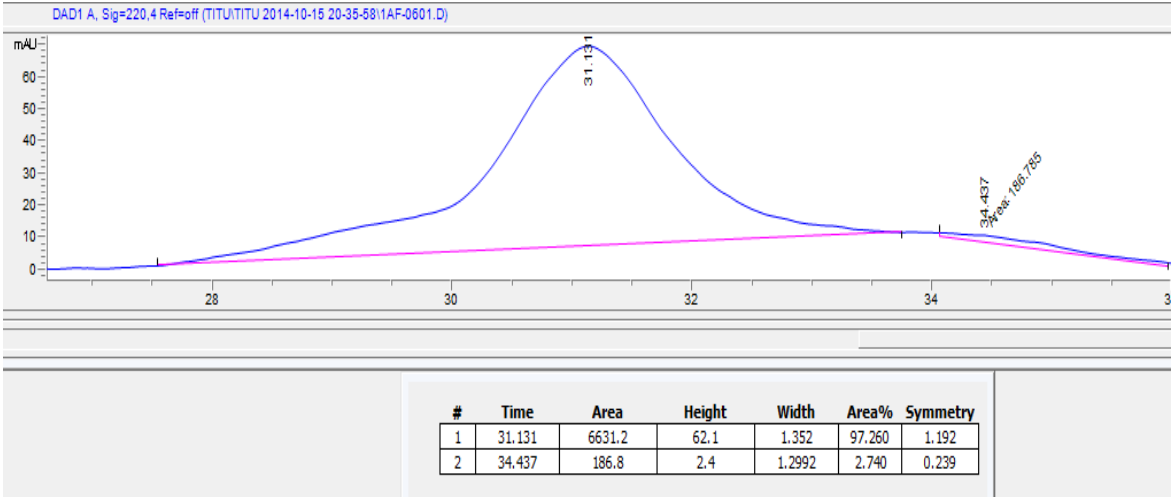 DAD1 A, Sig=220,4 Ref=off (TITU\TITU 2014-10-15 20-35-58\1AF-0601.D)
mAU
60
50
40
30
20
10
0
31.131
34.437
Area: 186.785
28 30 32 34 3
# Time Area Height Width Area% Symmetry
1 31.131 6631.2 62.1 1.352 97.260 1.192
2 34.437 186.8 2.4 1.2992 2.740 0.239